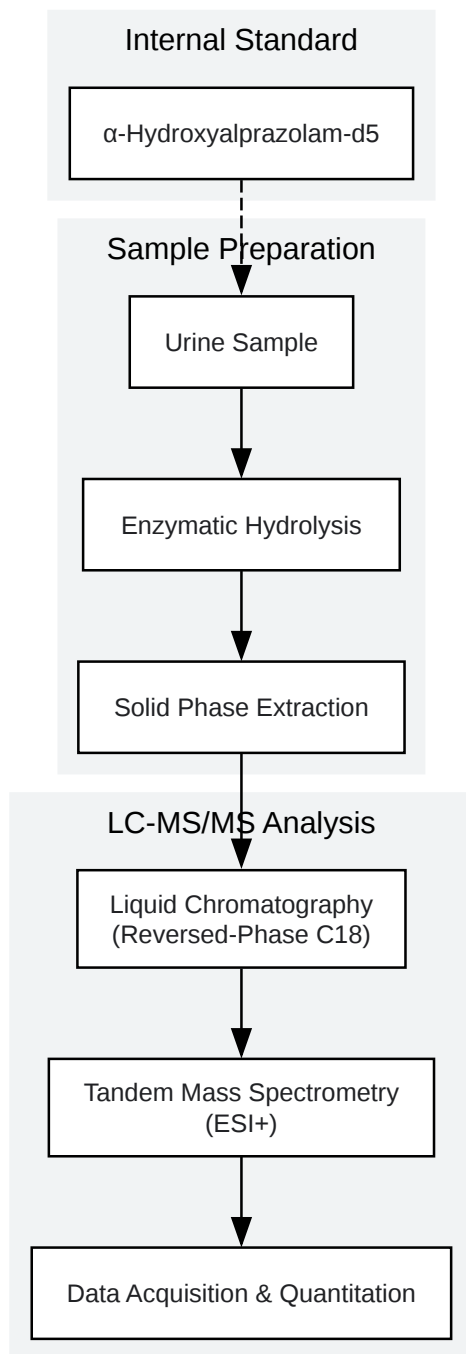 Internal Standard
α-Hydroxyalprazolam-d5
Sample Preparation
Urine Sample
Enzymatic Hydrolysis
Solid Phase Extraction
LC-MS/MS Analysis
Liquid Chromatography
(Reversed-Phase C18)
Tandem Mass Spectrometry
(ESI+)
Data Acquisition & Quantitation